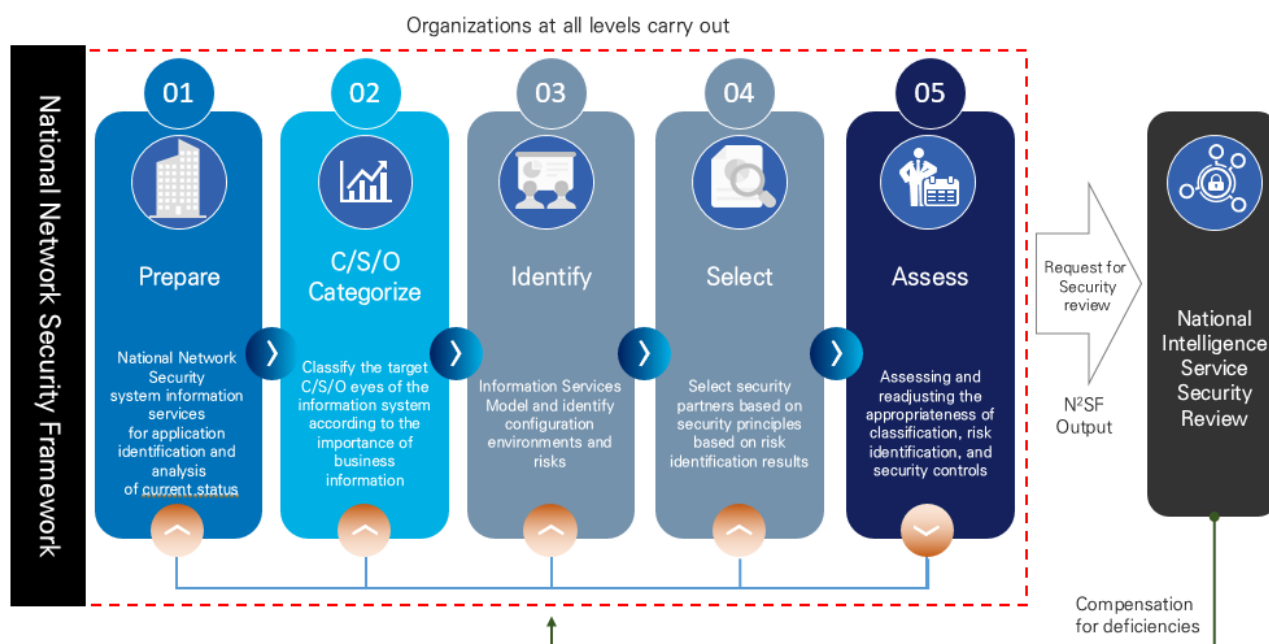 Organizations at all levels carry out
National Network Security Framework
01
Prepare
National Network
Security
system information
services
for application
identification and
analysis
of current status
02
C/S/O
Categorize
Classify the target
C/S/O eyes of the
information system
according to the
importance of
business
information
03
Identify
Information Services
Model and identify
configuration
environments and
risks
04
Select
Select security
partners based on
security principles
based on risk
identification results
05
Assess
Assessing and
readjusting the
appropriateness of
classification, risk
identification, and
security controls
Request for
Security
review
N²SF
Output
National
Intelligence
Service
Security
Review
Compensation
for deficiencies